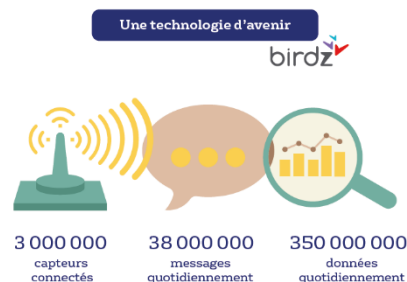 Une technologie d'avenir
birdz
3 000 000
capteurs
connectés
38 000 000
messages
quotidiennement
350 000 000
données
quotidiennement